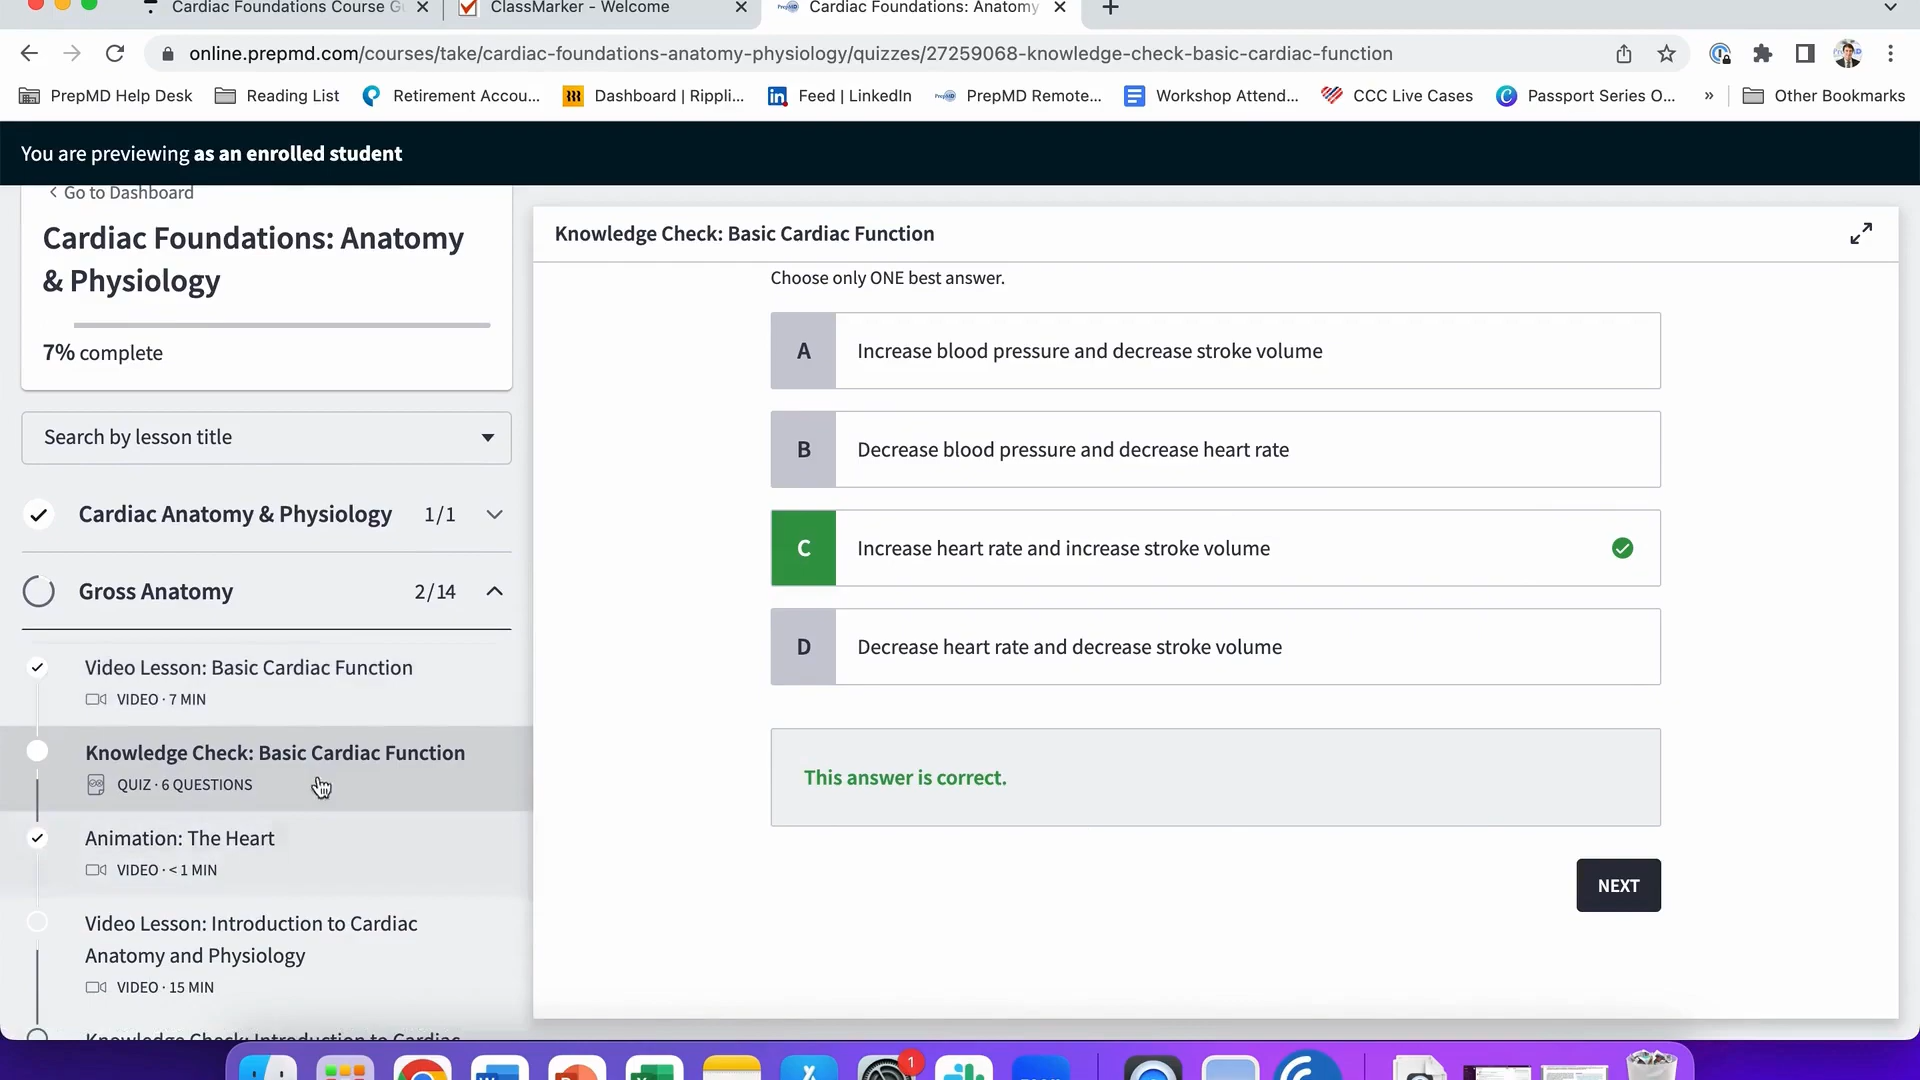 Cardiac Foundations Course G
ClassMarker - Welcome
Cardiac Foundations: Anatomy
online.prepmd.com/courses/take/cardiac-foundations-anatomy-physiology/quizzes/27259068-knowledge-check-basic-cardiac-function
PrepMD Help Desk
Reading List
Retirement Accou...
Dashboard | Rippli...
Feed | LinkedIn
PrepMD Remote...
Workshop Attend...
CCC Live Cases
Passport Series O...
»
Other Bookmarks
You are previewing as an enrolled student
< Go to Dashboard
Cardiac Foundations: Anatomy
& Physiology
7% complete
Search by lesson title
Cardiac Anatomy & Physiology 1/1
Gross Anatomy 2/14
Video Lesson: Basic Cardiac Function
VIDEO · 7 MIN
Knowledge Check: Basic Cardiac Function
QUIZ · 6 QUESTIONS
Animation: The Heart
VIDEO · < 1 MIN
Video Lesson: Introduction to Cardiac
Anatomy and Physiology
VIDEO · 15 MIN
Knowledge Check: Introduction to Cardiac
Knowledge Check: Basic Cardiac Function
Choose only ONE best answer.
A Increase blood pressure and decrease stroke volume
B Decrease blood pressure and decrease heart rate
C Increase heart rate and increase stroke volume
D Decrease heart rate and decrease stroke volume
This answer is correct.
NEXT
1